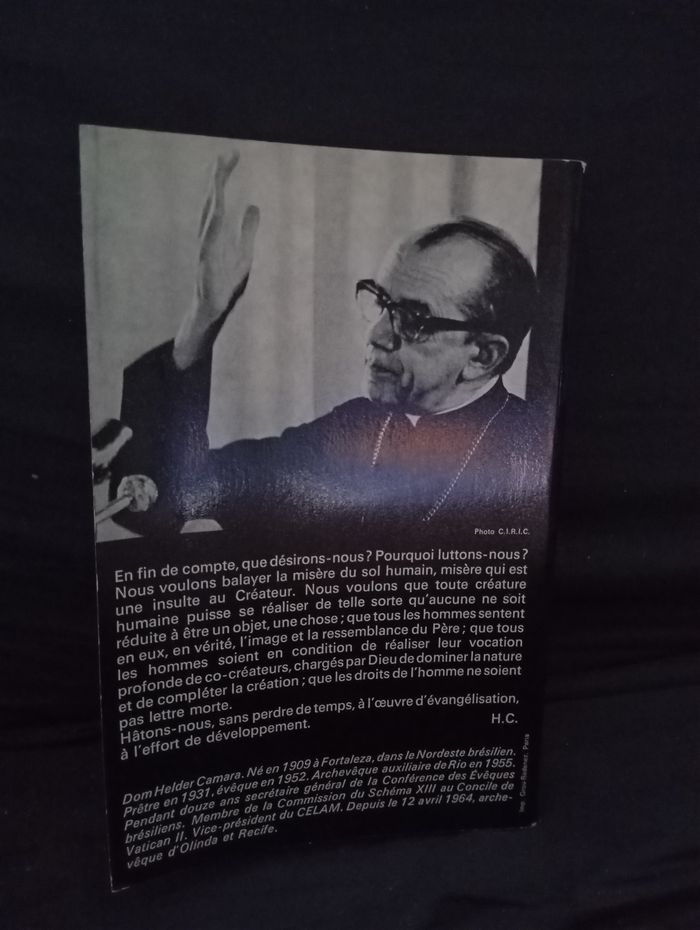 Photo C.I.R.I.C.
En fin de compte, que désirons-nous ? Pourquoi luttons-nous ?
Nous voulons balayer la misère du sol humain, misère qui est
une insulte au Créateur. Nous voulons que toute créature
humaine puisse se réaliser de telle sorte qu'aucune ne soit
réduite à être un objet, une chose ; que tous les hommes sentent
en eux, en vérité, l'image et la ressemblance du Père ; que tous
les hommes soient en condition de réaliser leur vocation
profonde de co-créateurs, chargés par Dieu de dominer la nature
et de compléter la création ; que les droits de l'homme ne soient
pas lettre morte.
Hâtons-nous, sans perdre de temps, à l'œuvre d'évangélisation,
à l'effort de développement.
H.C.
Dom Helder Camara. Né en 1909 à Fortaleza, dans le Nordeste brésilien.
Prêtre en 1931, évêque en 1952. Archevêque auxiliaire de Rio en 1955.
Pendant douze ans secrétaire général de la Conférence des Évêques
brésiliens. Membre de la Commission du Schéma XIII au Concile de
Vatican II. Vice-président du CELAM. Depuis le 12 avril 1964, arche-
vêque d'Olinda et Recife.
Imp. Paris